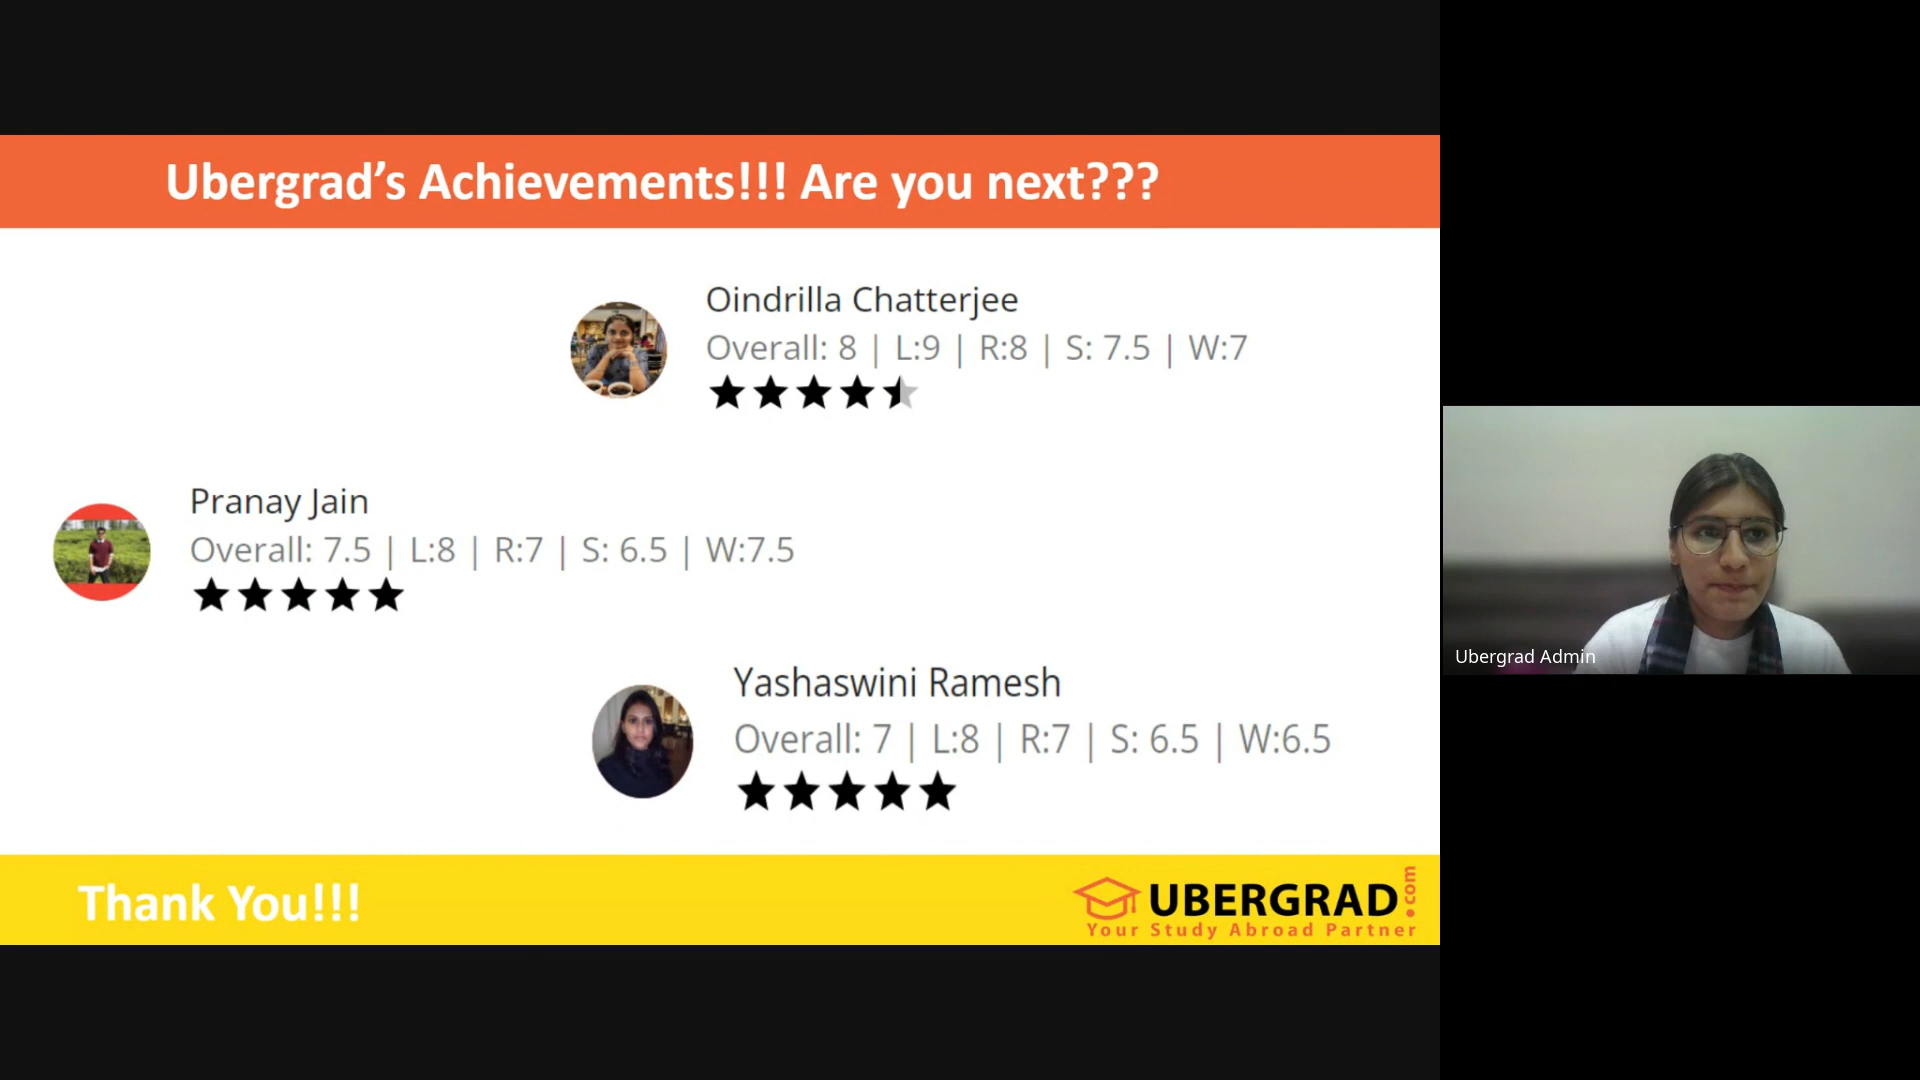 Ubergrad’s Achievements!!! Are you next???
Oindrilla Chatterjee
Overall: 8 | L:9 | R:8 | S: 7.5 | W:7
Pranay Jain
Overall: 7.5 | L:8 | R:7 | S: 6.5 | W:7.5
Yashaswini Ramesh
Overall: 7 | L:8 | R:7 | S: 6.5 | W:6.5
Thank You!!!
UBERGRAD.com
Your Study Abroad Partner
Ubergrad Admin